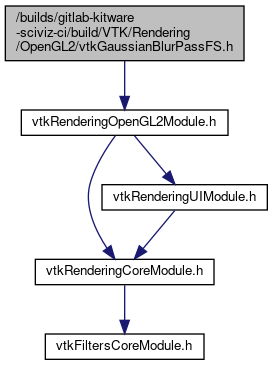 /builds/gitlab-kitware
-sciviz-ci/build/VTK/Rendering
/OpenGL2/vtkGaussianBlurPassFS.h
vtkRenderingOpenGL2Module.h
vtkRenderingUIModule.h
vtkRenderingCoreModule.h
vtkFiltersCoreModule.h